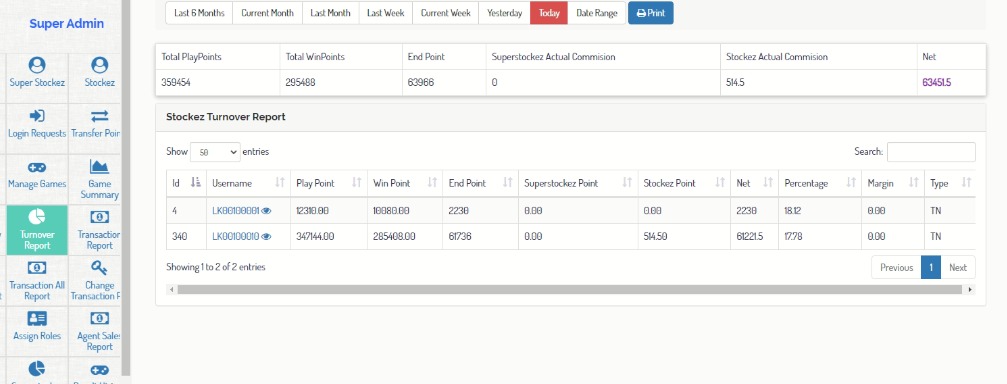 Super Admin
Super Stockez
Stockez
Login Requests
Transfer Poin
Manage Games
Game Summary
Turnover Report
Transaction Report
Transaction All Report
Change Transaction P
Assign Roles
Agent Sales Report
Last 6 Months Current Month Last Month Last Week Current Week Yesterday Today Date Range Print
Total PlayPoints Total WinPoints End Point Superstockez Actual Commision Stockez Actual Commision Net
359454 295488 63966 0 514.5 63451.5
Stockez Turnover Report
Show 50 entries Search:
Id Username Play Point Win Point End Point Superstockez Point Stockez Point Net Percentage Margin Type
4 LK00100001 12310.00 10080.00 2230 0.00 0.00 2230 18.12 0.00 TN
340 LK00100010 347144.00 285408.00 61736 0.00 514.50 61221.5 17.78 0.00 TN
Showing 1 to 2 of 2 entries Previous 1 Next